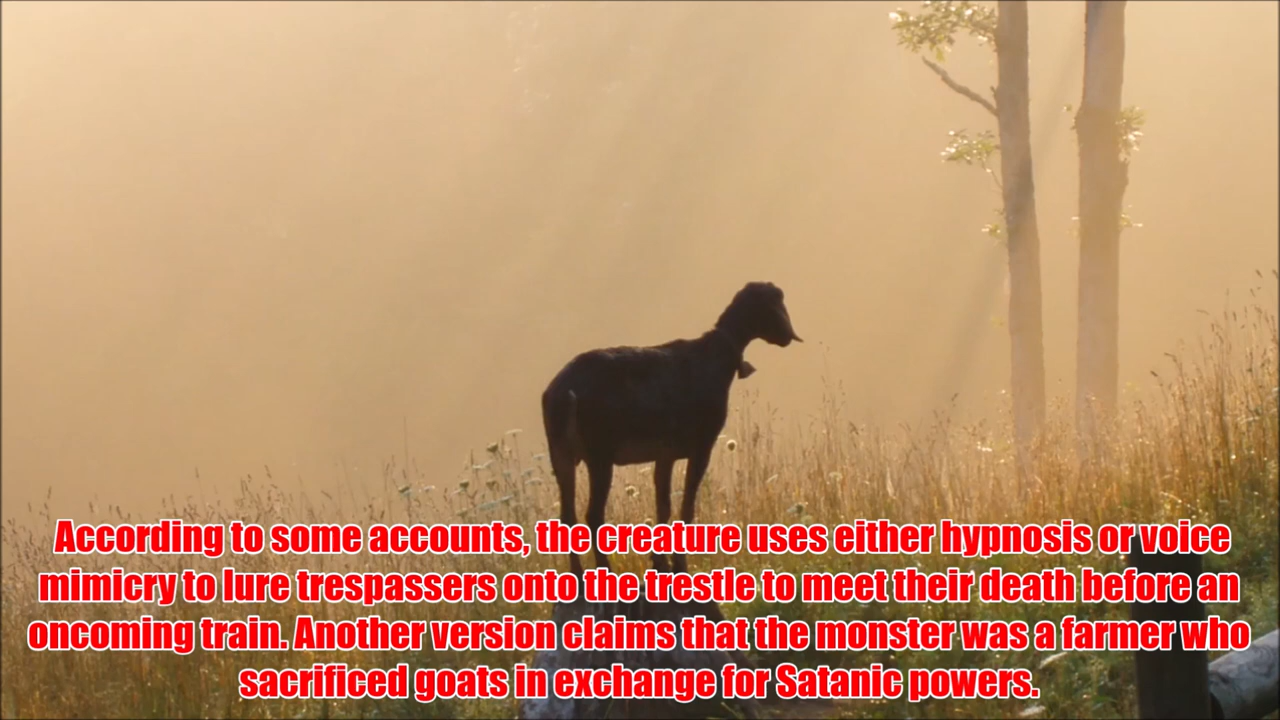 According to some accounts, the creature uses either hypnosis or voice
mimicry to lure trespassers onto the trestle to meet their death before an
oncoming train. Another version claims that the monster was a farmer who
sacrificed goats in exchange for Satanic powers.